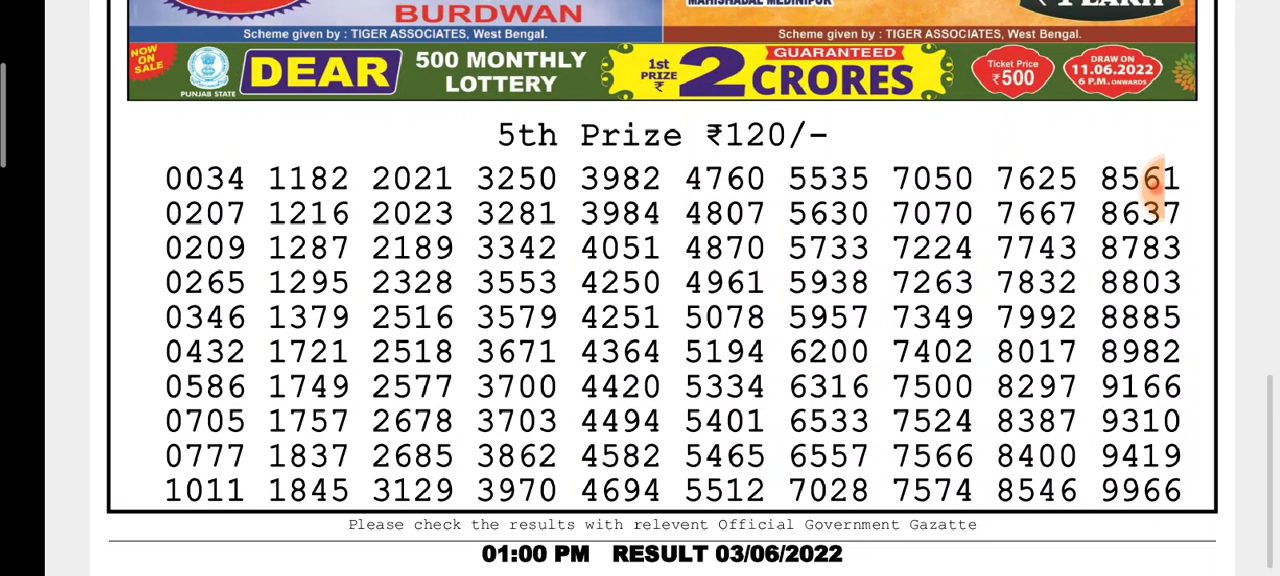 BURDWAN
MAHISHADAL MEDINIPUR
₹ 1 LAKH
Scheme given by : TIGER ASSOCIATES, West Bengal.
Scheme given by : TIGER ASSOCIATES, West Bengal.
NOW ON SALE
PUNJAB STATE
DEAR
500 MONTHLY
LOTTERY
1st PRIZE ₹
2
GUARANTEED
CRORES
Ticket Price
₹500
DRAW ON
11.06.2022
6 P.M. ONWARDS
5th Prize ₹120/-
0034 1182 2021 3250 3982 4760 5535 7050 7625 8561
0207 1216 2023 3281 3984 4807 5630 7070 7667 8637
0209 1287 2189 3342 4051 4870 5733 7224 7743 8783
0265 1295 2328 3553 4250 4961 5938 7263 7832 8803
0346 1379 2516 3579 4251 5078 5957 7349 7992 8885
0432 1721 2518 3671 4364 5194 6200 7402 8017 8982
0586 1749 2577 3700 4420 5334 6316 7500 8297 9166
0705 1757 2678 3703 4494 5401 6533 7524 8387 9310
0777 1837 2685 3862 4582 5465 6557 7566 8400 9419
1011 1845 3129 3970 4694 5512 7028 7574 8546 9966
Please check the results with relevent Official Government Gazatte
01:00 PM RESULT 03/06/2022